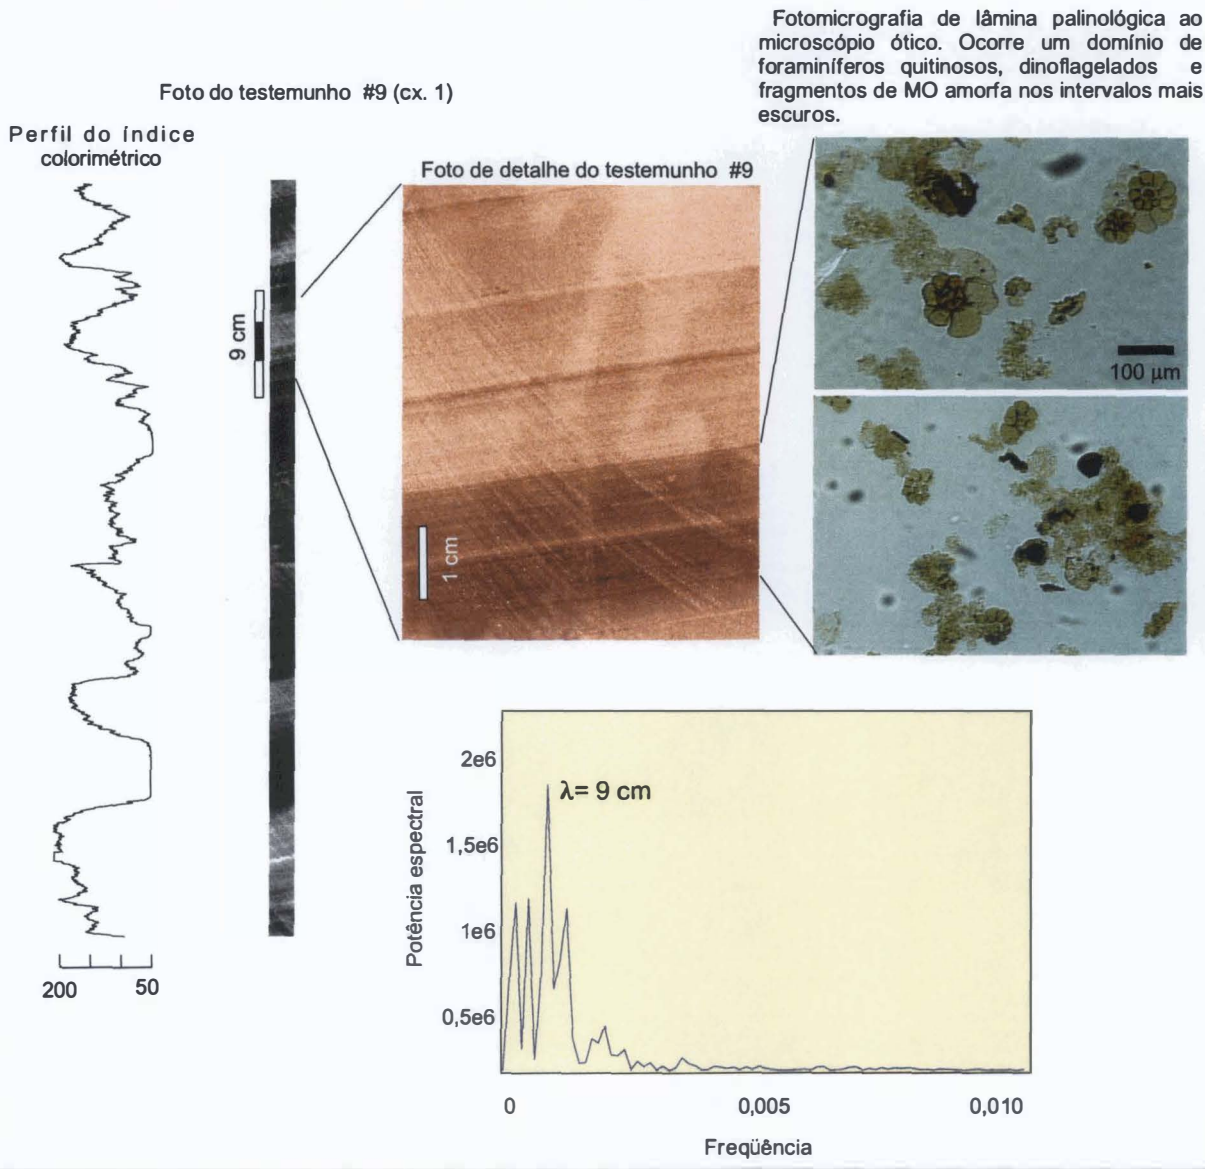 Fotomicrografia de lâmina palinológica ao
microscópio ótico. Ocorre um domínio de
foraminíferos quitinosos, dinoflagelados e
fragmentos de MO amorfa nos intervalos mais
escuros.
Foto do testemunho #9 (cx. 1)
Perfil do índice
colorimétrico
Foto de detalhe do testemunho #9
9 cm
1 cm
100 µm
200 50
λ= 9 cm
Potência espectral
2e6
1,5e6
1e6
0,5e6
0 0,005 0,010
Freqüência